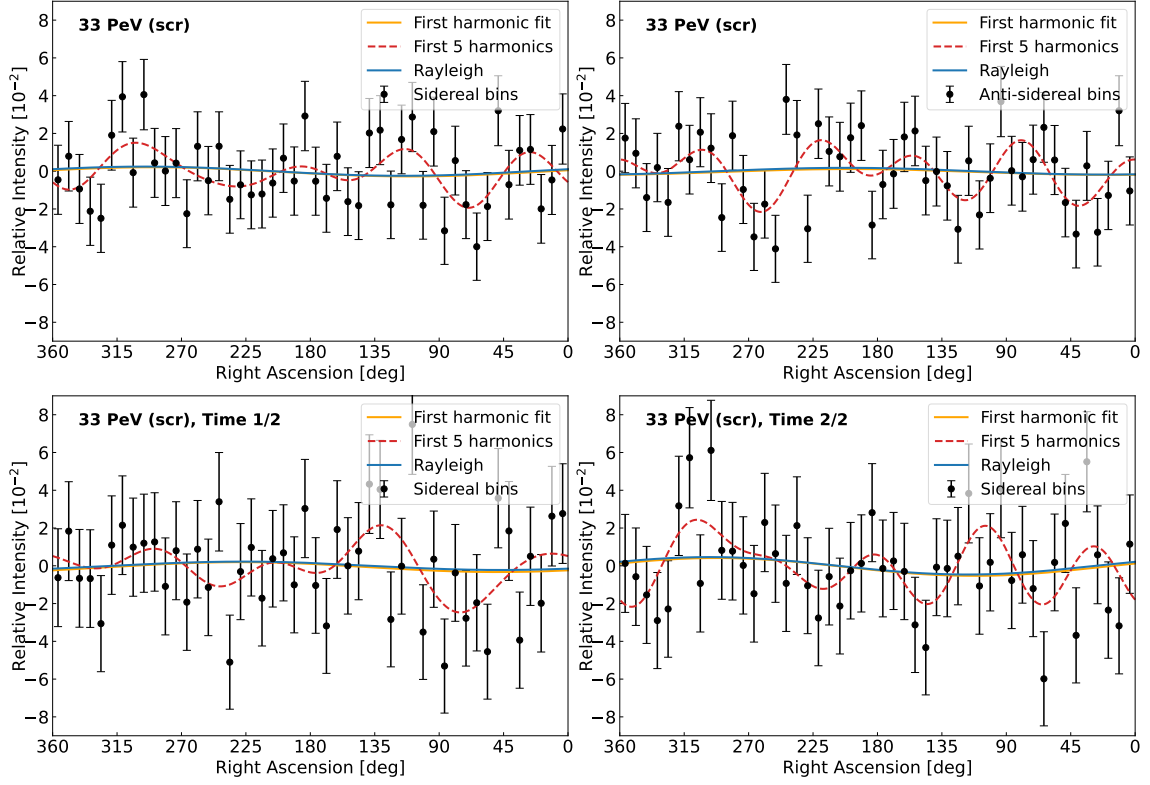 33 PeV (scr)
First harmonic fit
First 5 harmonics
Rayleigh
Sidereal bins
Relative Intensity [10⁻²]
8
6
4
2
0
−2
−4
−6
−8
360 315 270 225 180 135 90 45 0
Right Ascension [deg]
33 PeV (scr)
First harmonic fit
First 5 harmonics
Rayleigh
Anti-sidereal bins
Relative Intensity [10⁻²]
8
6
4
2
0
−2
−4
−6
−8
360 315 270 225 180 135 90 45 0
Right Ascension [deg]
33 PeV (scr), Time 1/2
First harmonic fit
First 5 harmonics
Rayleigh
Sidereal bins
Relative Intensity [10⁻²]
8
6
4
2
0
−2
−4
−6
−8
360 315 270 225 180 135 90 45 0
Right Ascension [deg]
33 PeV (scr), Time 2/2
First harmonic fit
First 5 harmonics
Rayleigh
Sidereal bins
Relative Intensity [10⁻²]
8
6
4
2
0
−2
−4
−6
−8
360 315 270 225 180 135 90 45 0
Right Ascension [deg]